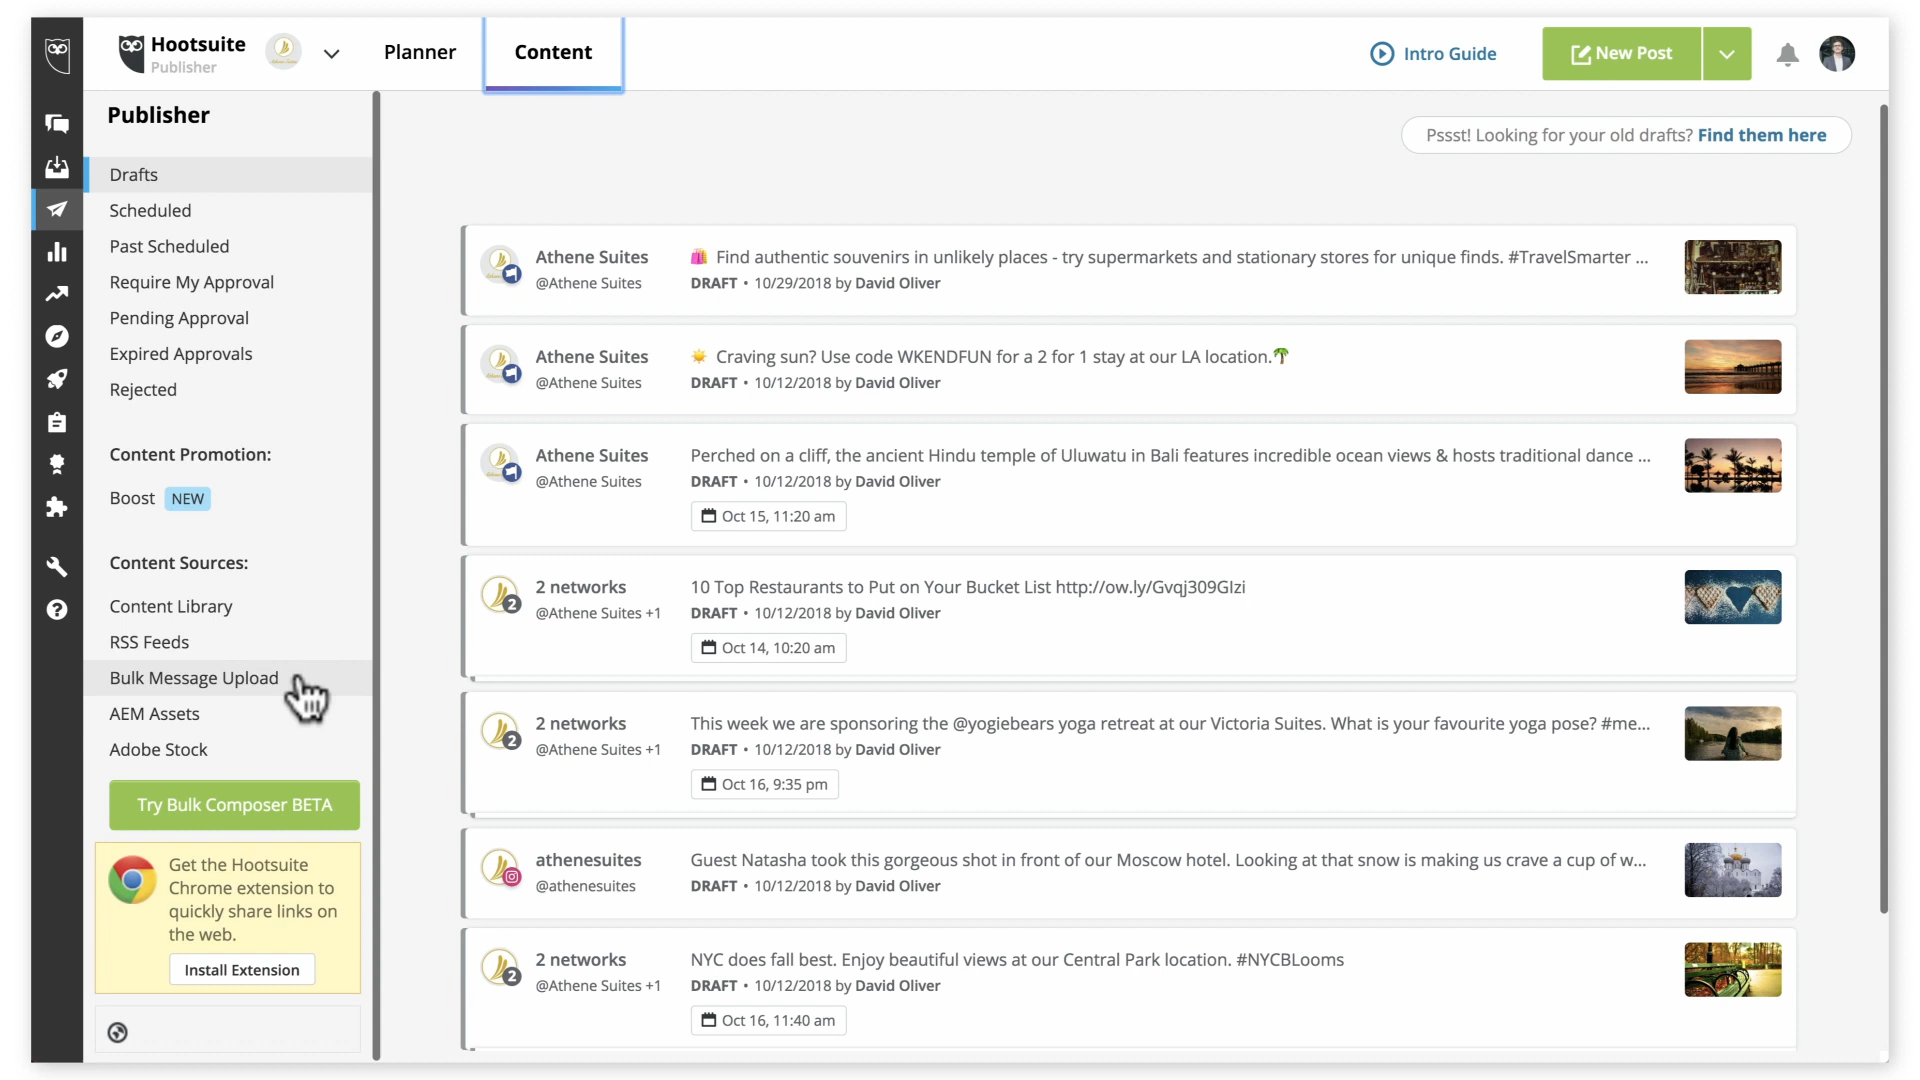 Hootsuite
Publisher
Planner
Content
Intro Guide
New Post
Publisher
Drafts
Scheduled
Past Scheduled
Require My Approval
Pending Approval
Expired Approvals
Rejected
Content Promotion:
Boost NEW
Content Sources:
Content Library
RSS Feeds
Bulk Message Upload
AEM Assets
Adobe Stock
Try Bulk Composer BETA
Get the Hootsuite
Chrome extension to
quickly share links on
the web.
Install Extension
Pssst! Looking for your old drafts? Find them here
Athene Suites
@Athene Suites
🛍 Find authentic souvenirs in unlikely places - try supermarkets and stationary stores for unique finds. #TravelSmarter ...
DRAFT • 10/29/2018 by David Oliver
Athene Suites
@Athene Suites
☀ Craving sun? Use code WKENDFUN for a 2 for 1 stay at our LA location.🌴
DRAFT • 10/12/2018 by David Oliver
Athene Suites
@Athene Suites
Perched on a cliff, the ancient Hindu temple of Uluwatu in Bali features incredible ocean views & hosts traditional dance ...
DRAFT • 10/12/2018 by David Oliver
Oct 15, 11:20 am
2
2 networks
@Athene Suites +1
10 Top Restaurants to Put on Your Bucket List http://ow.ly/Gvqj309GIzi
DRAFT • 10/12/2018 by David Oliver
Oct 14, 10:20 am
2
2 networks
@Athene Suites +1
This week we are sponsoring the @yogiebears yoga retreat at our Victoria Suites. What is your favourite yoga pose? #me...
DRAFT • 10/12/2018 by David Oliver
Oct 16, 9:35 pm
athenesuites
@athenesuites
Guest Natasha took this gorgeous shot in front of our Moscow hotel. Looking at that snow is making us crave a cup of w...
DRAFT • 10/12/2018 by David Oliver
2
2 networks
@Athene Suites +1
NYC does fall best. Enjoy beautiful views at our Central Park location. #NYCBLooms
DRAFT • 10/12/2018 by David Oliver
Oct 16, 11:40 am